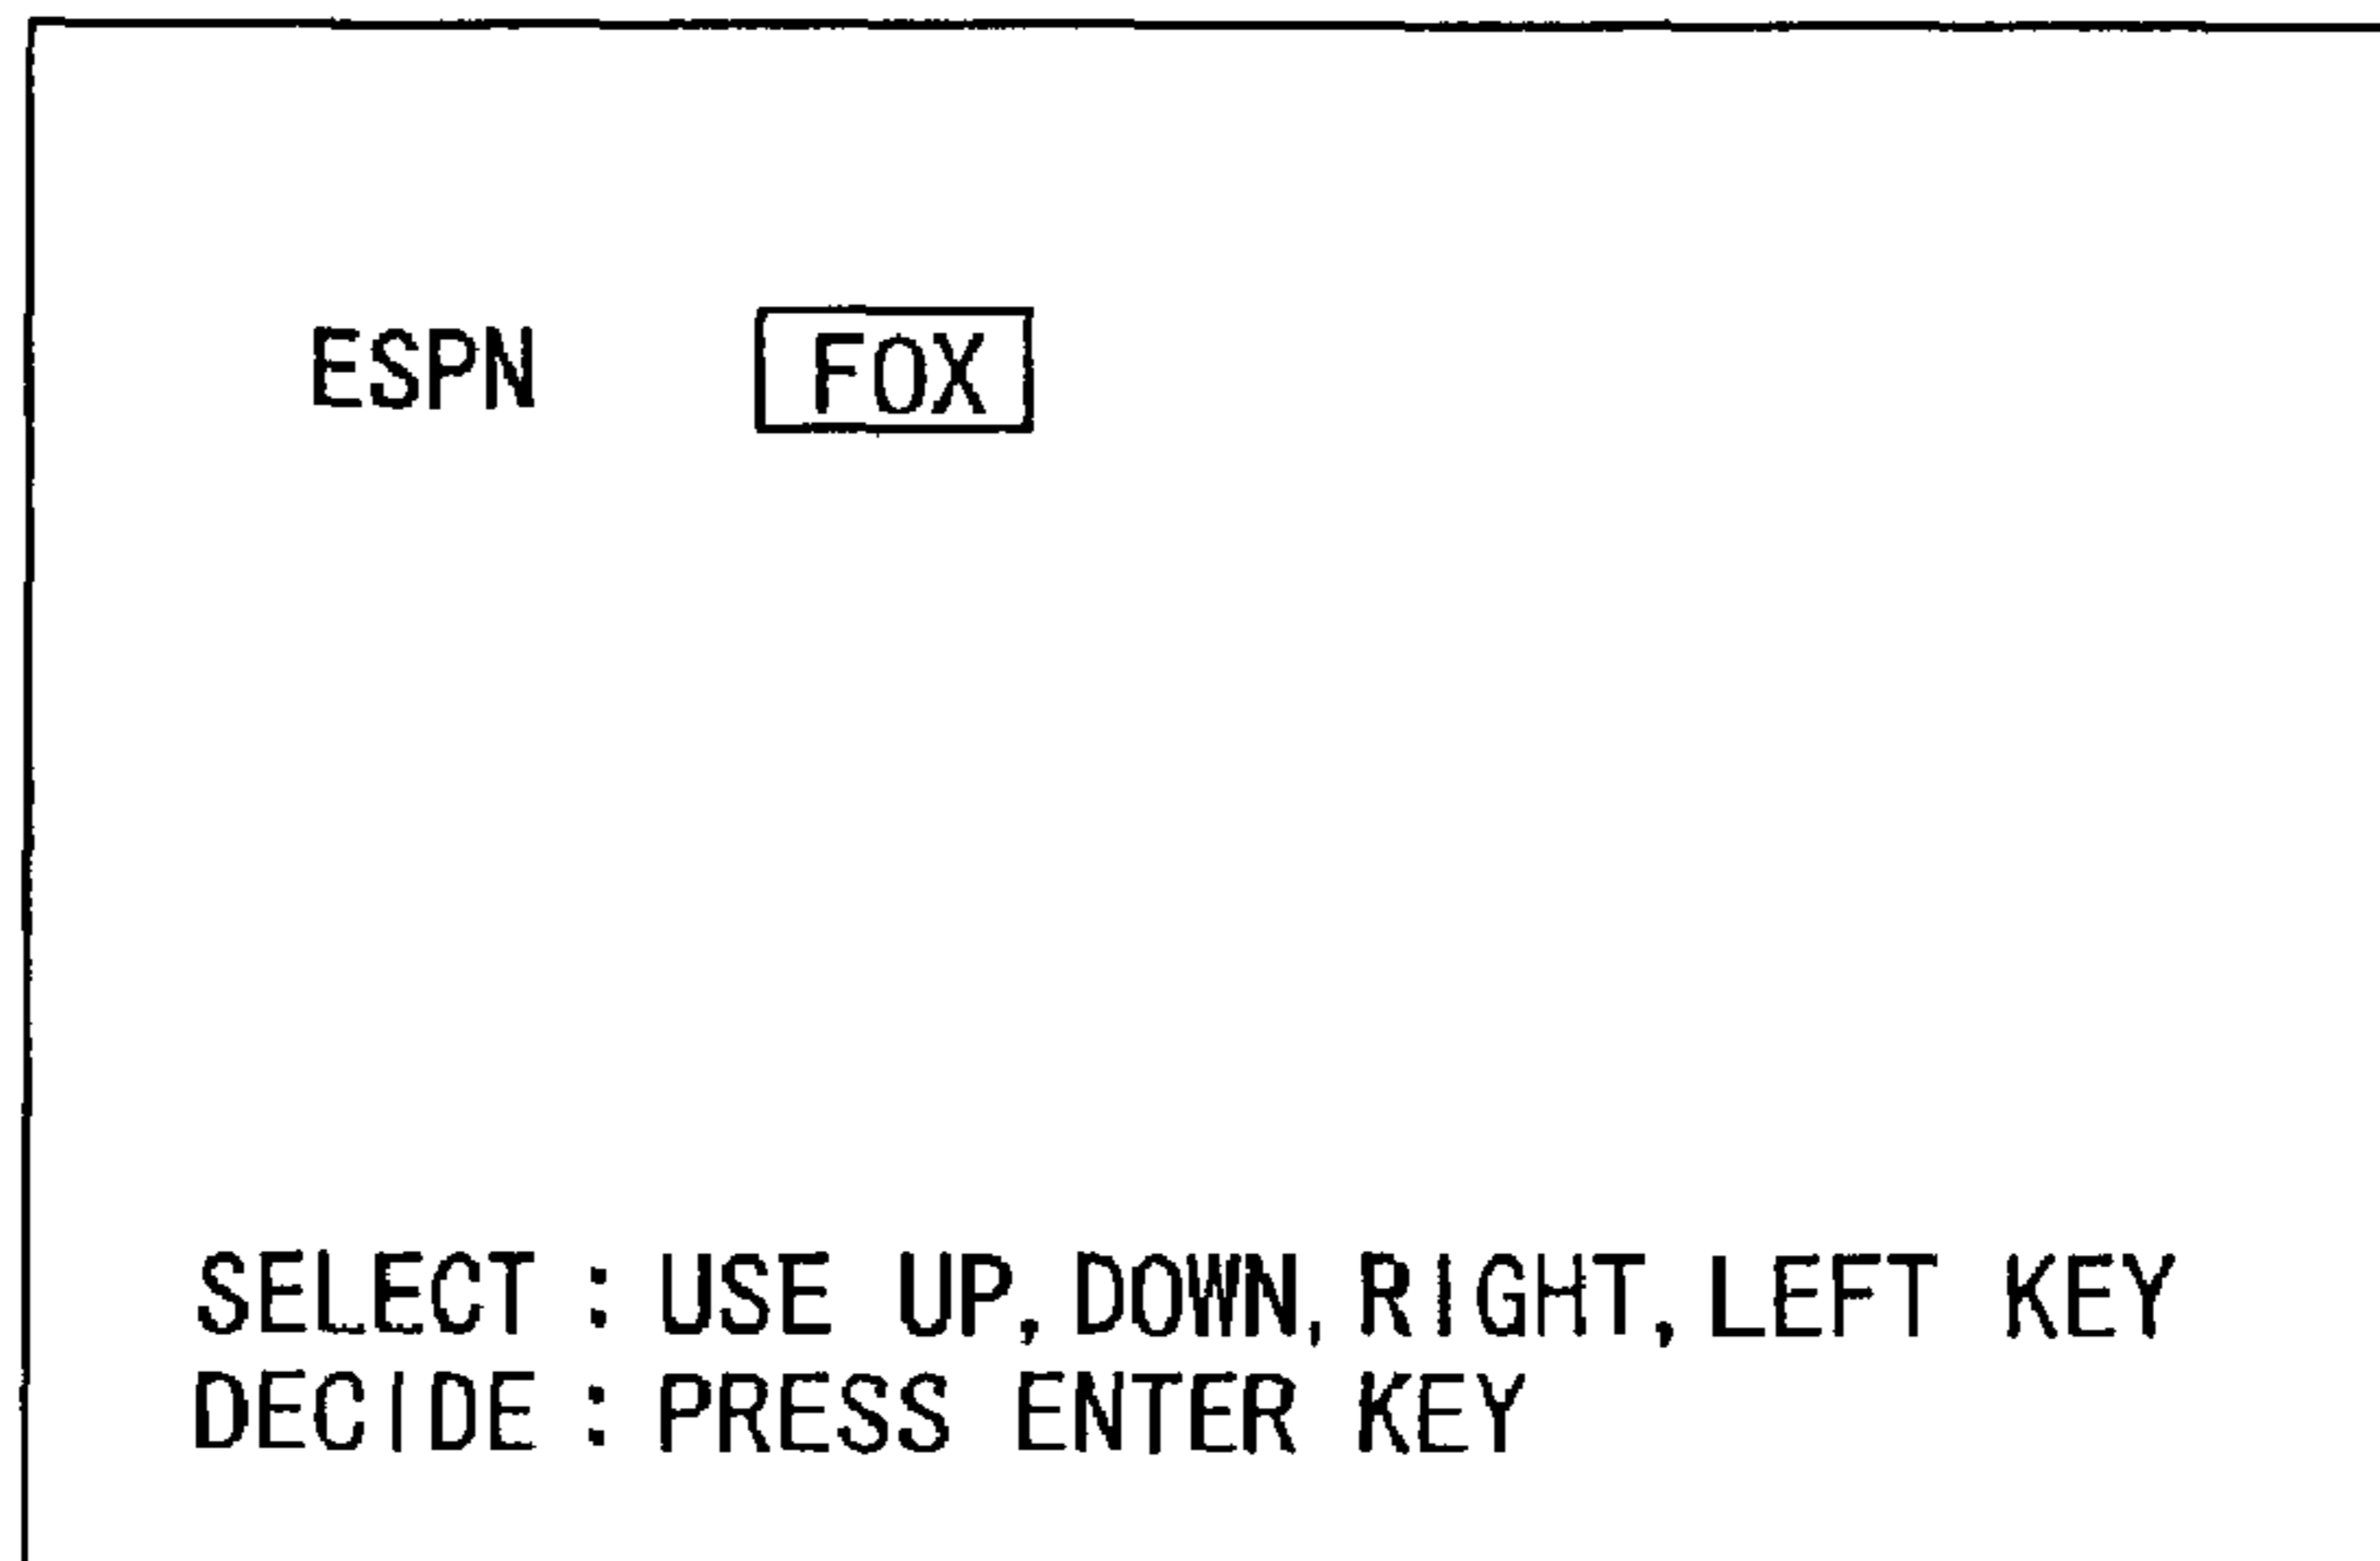 ESPN FOX
SELECT : USE UP, DOWN, RIGHT, LEFT KEY
DECIDE : PRESS ENTER KEY